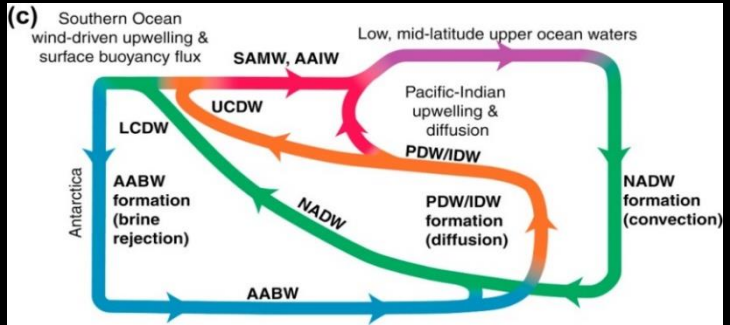 (c)
Southern Ocean
wind-driven upwelling &
surface buoyancy flux
Low, mid-latitude upper ocean waters
SAMW, AAIW
UCDW
Pacific-Indian
upwelling &
diffusion
LCDW
PDW/IDW
Antarctica
AABW
formation
(brine
rejection)
NADW
PDW/IDW
formation
(diffusion)
NADW
formation
(convection)
AABW